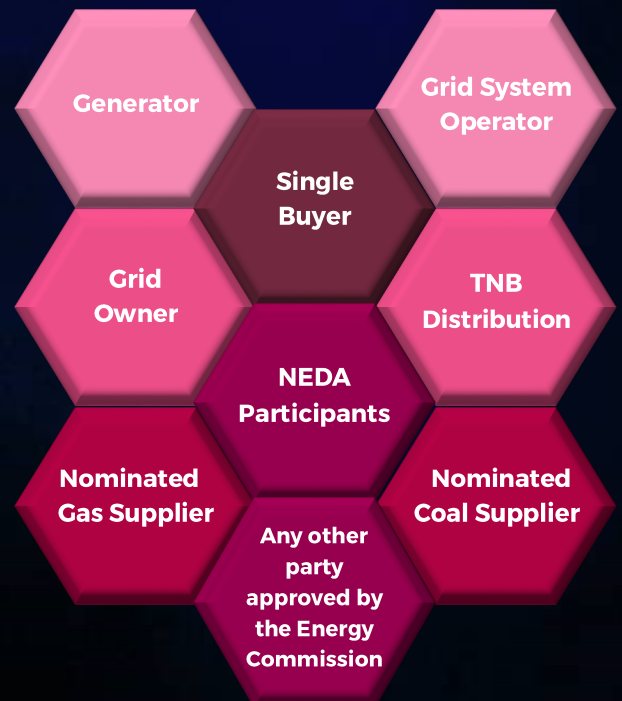 Generator
Grid System
Operator
Single
Buyer
Grid
Owner
TNB
Distribution
NEDA
Participants
Nominated
Gas Supplier
Nominated
Coal Supplier
Any other
party
approved by
the Energy
Commission